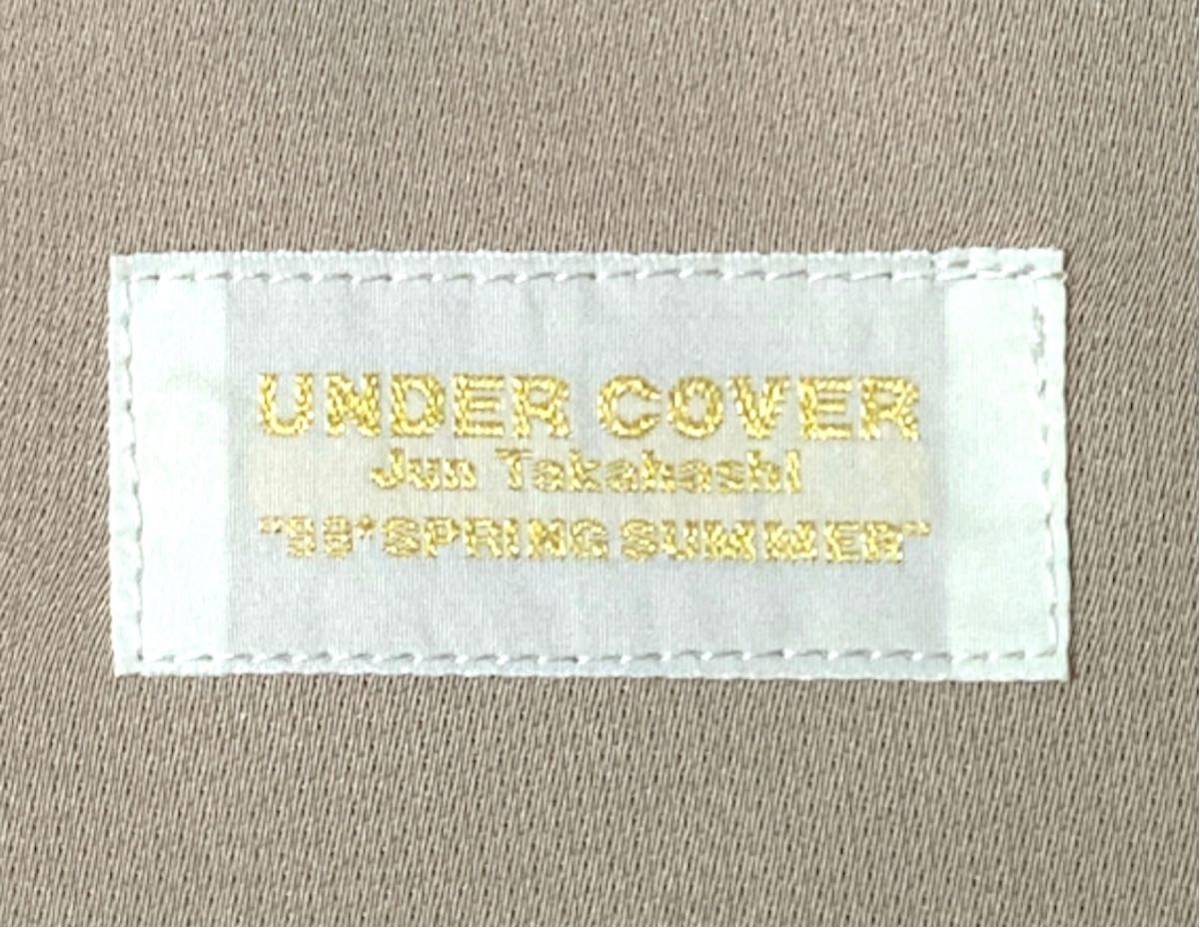 UNDER COVER
Jun Takahashi
SPRING SUMMER"